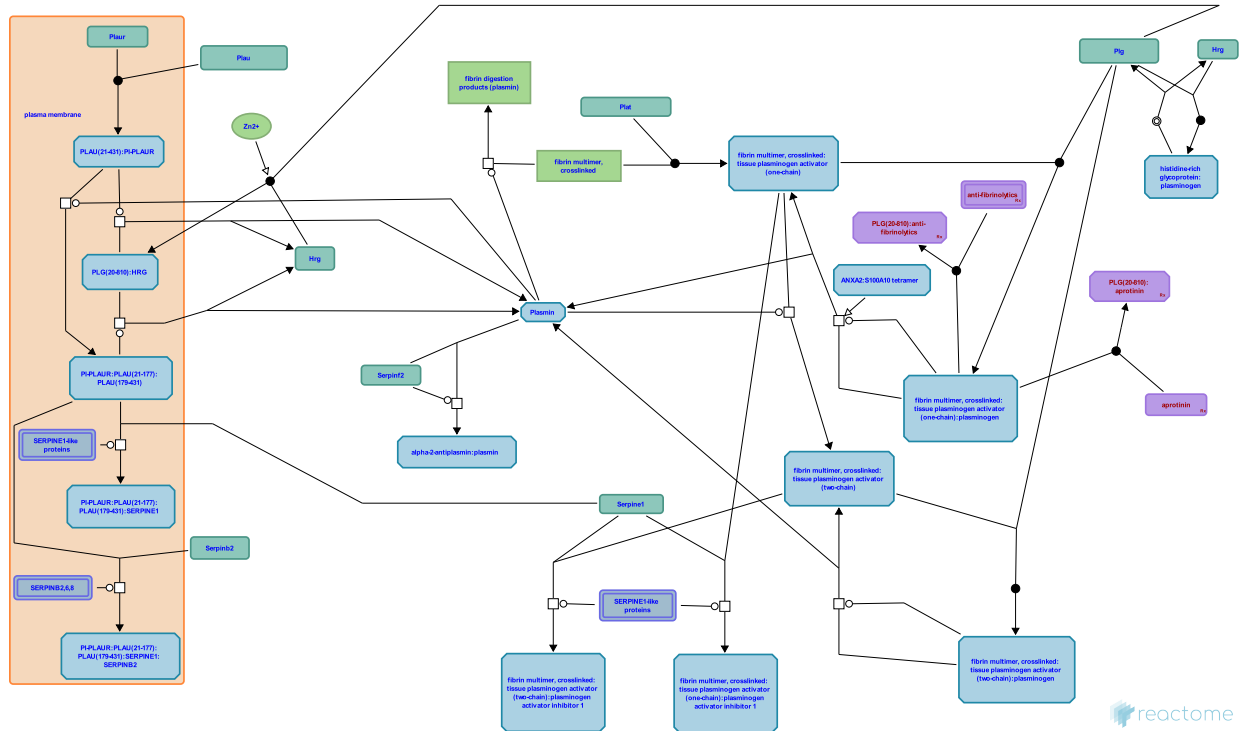 Plaur
Plau
plasma membrane
PLAU(21-431):PI-PLAUR
Zn2+
PLG(20-810):HRG
Hrg
PI-PLAUR:PLAU(21-177):
PLAU(179-431)
SERPINE1-like
proteins
PI-PLAUR:PLAU(21-177):
PLAU(179-431):SERPINE1
Serpinb2
SERPINB2,6,8
PI-PLAUR:PLAU(21-177):
PLAU(179-431):SERPINE1:
SERPINB2
fibrin digestion
products (plasmin)
Plat
fibrin multimer,
crosslinked
fibrin multimer, crosslinked:
tissue plasminogen activator
(one-chain)
Plg
Hrg
histidine-rich
glycoprotein:
plasminogen
anti-fibrinolytics
Rx
PLG(20-810):anti-
fibrinolytics
Rx
ANXA2:S100A10 tetramer
PLG(20-810):
aprotinin
Rx
Plasmin
Serpinf2
alpha-2-antiplasmin:plasmin
fibrin multimer, crosslinked:
tissue plasminogen activator
(one-chain):plasminogen
aprotinin
Rx
fibrin multimer, crosslinked:
tissue plasminogen activator
(two-chain)
Serpine1
SERPINE1-like
proteins
fibrin multimer, crosslinked:
tissue plasminogen activator
(two-chain):plasminogen
activator inhibitor 1
fibrin multimer, crosslinked:
tissue plasminogen activator
(one-chain):plasminogen
activator inhibitor 1
fibrin multimer, crosslinked:
tissue plasminogen activator
(two-chain):plasminogen
reactome